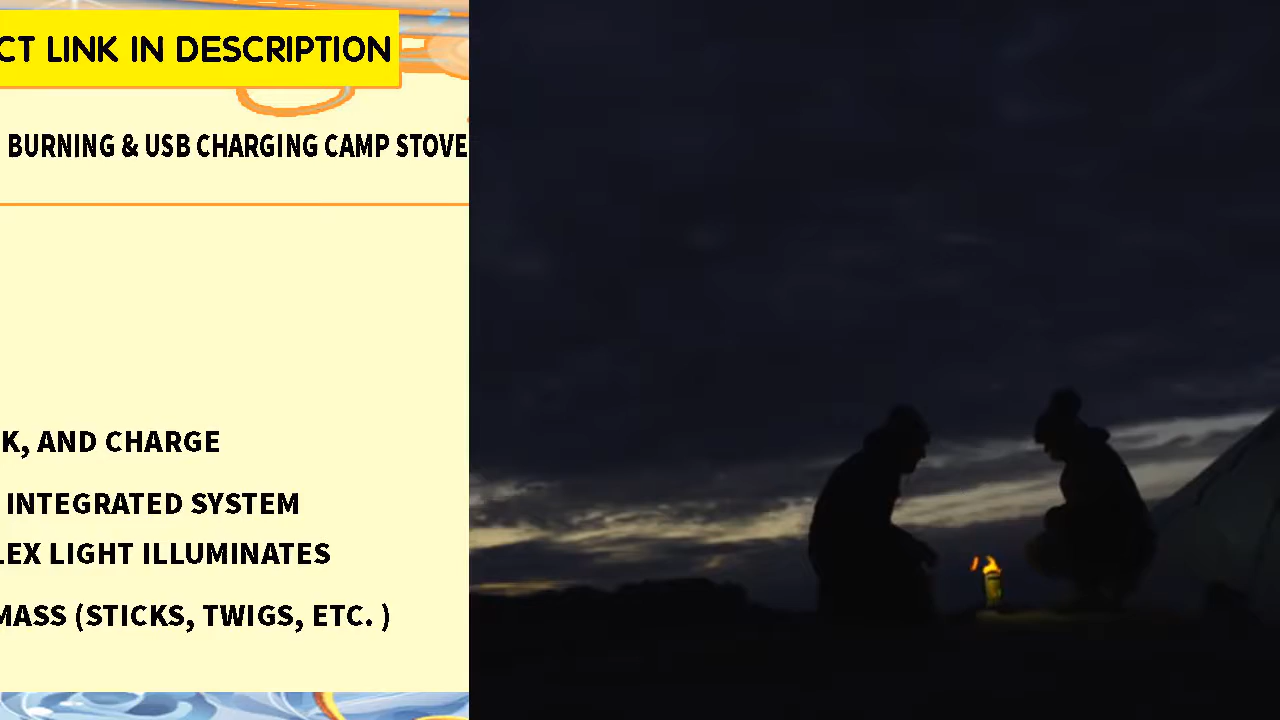 CT LINK IN DESCRIPTION
BURNING & USB CHARGING CAMP STOVE
K, AND CHARGE
INTEGRATED SYSTEM
LEX LIGHT ILLUMINATES
MASS (STICKS, TWIGS, ETC. )